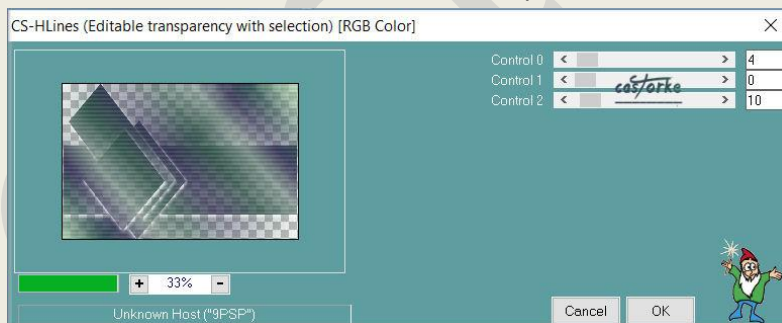 CS-HLines (Editable transparency with selection) [RGB Color]
Control 0 < > 4
Control 1 < > 0
Control 2 < > 10
castorke
+ 33% -
Unknown Host ("9PSP")
Cancel OK